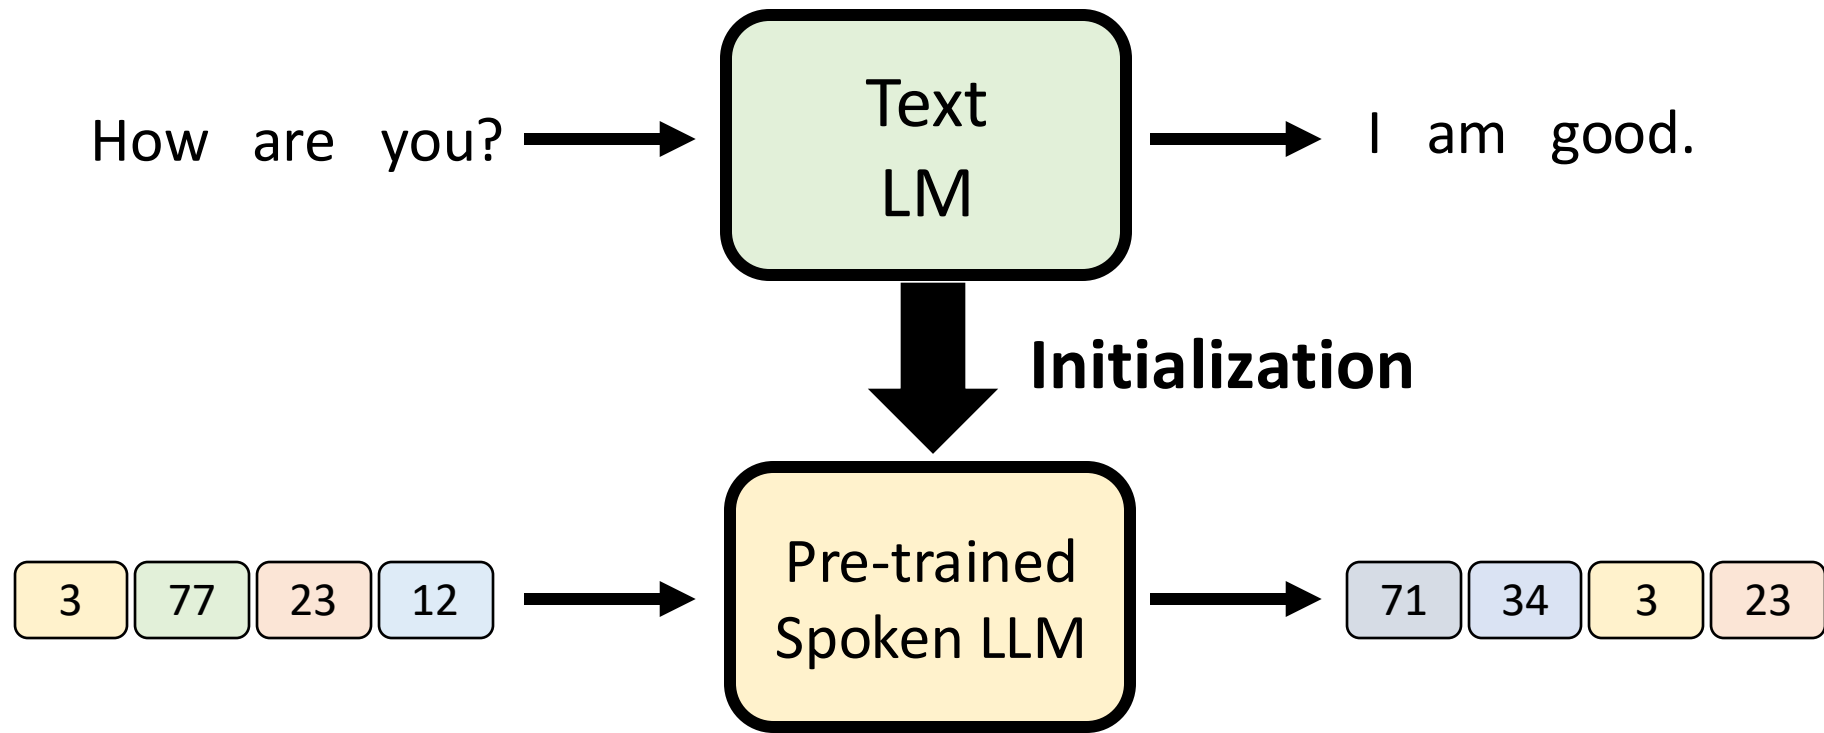 How are you?
Text
LM
I am good.
Initialization
3 77 23 12
Pre-trained
Spoken LLM
71 34 3 23